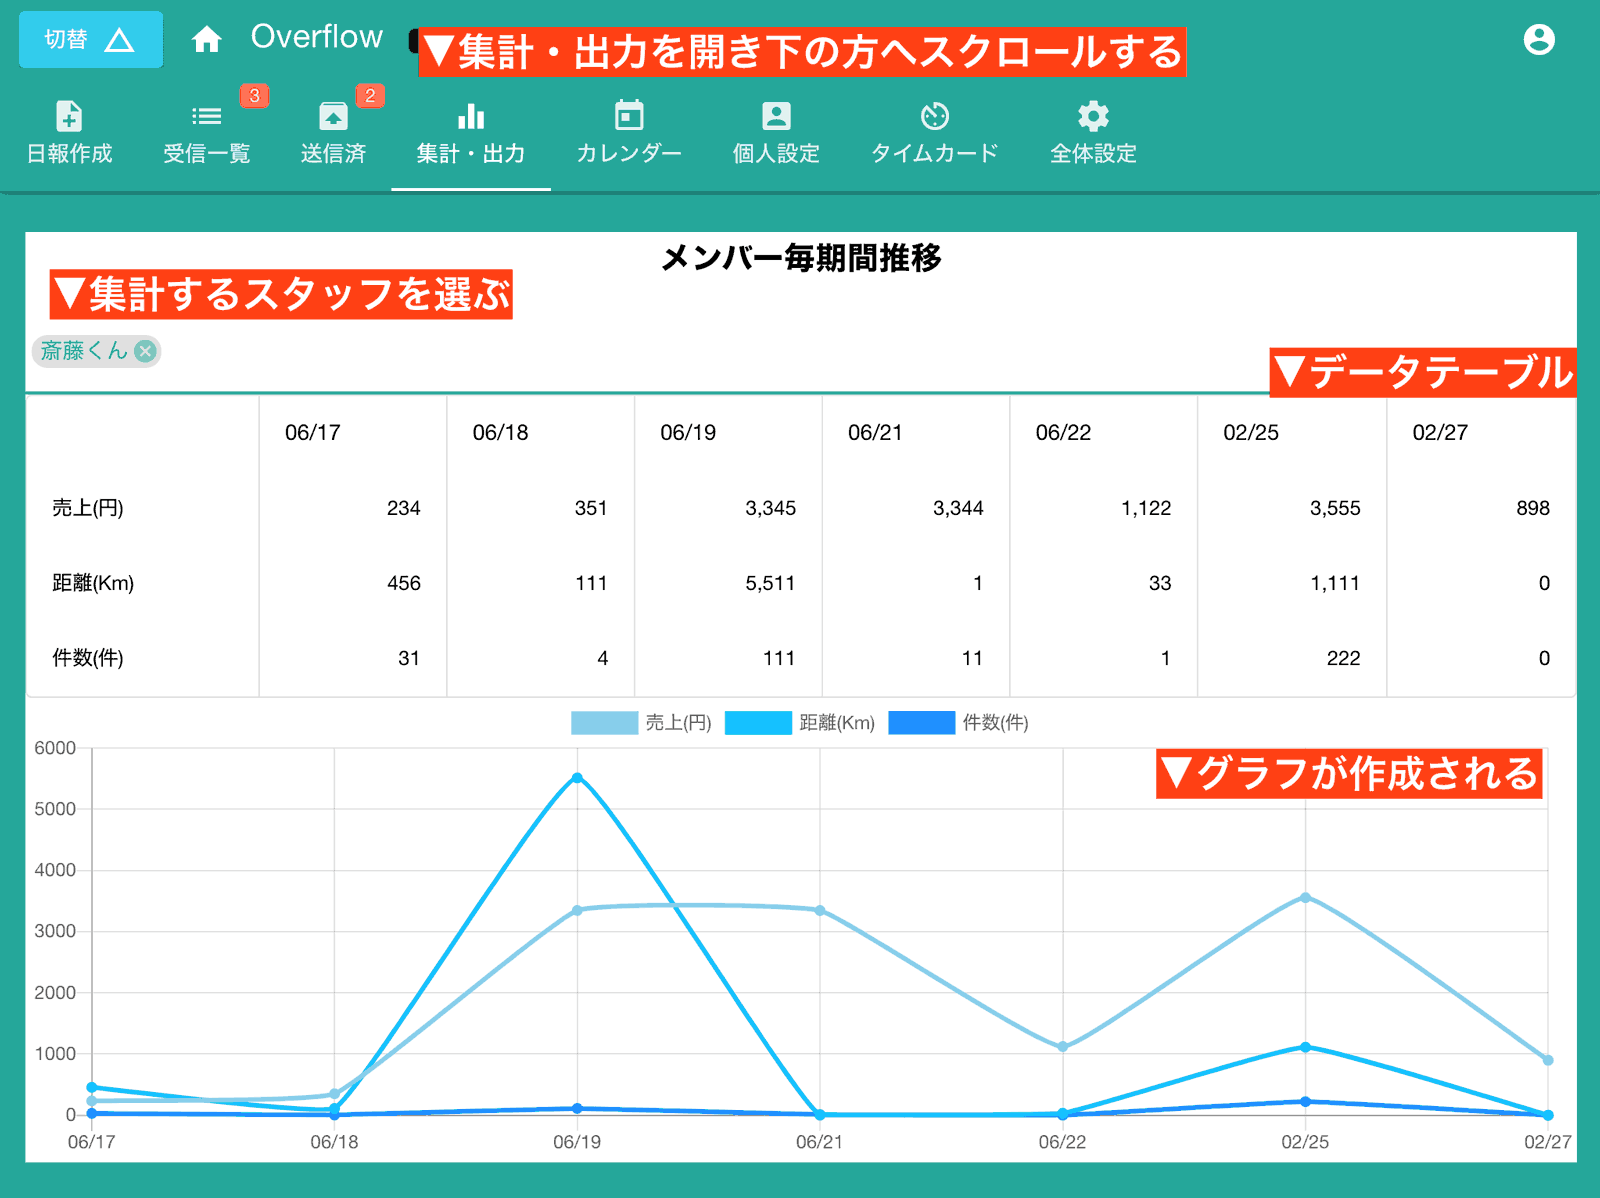 切替
Overflow
▼集計・出力を開き下の方へスクロールする
3
2
日報作成
受信一覧
送信済
集計・出力
カレンダー
個人設定
タイムカード
全体設定
メンバー毎期間推移
▼集計するスタッフを選ぶ
斎藤くん
▼データテーブル
06/17 06/18 06/19 06/21 06/22 02/25 02/27
売上(円) 234 351 3,345 3,344 1,122 3,555 898
距離(Km) 456 111 5,511 1 33 1,111 0
件数(件) 31 4 111 11 1 222 0
売上(円) 距離(Km) 件数(件)
▼グラフが作成される
6000
5000
4000
3000
2000
1000
0
06/17 06/18 06/19 06/21 06/22 02/25 02/27